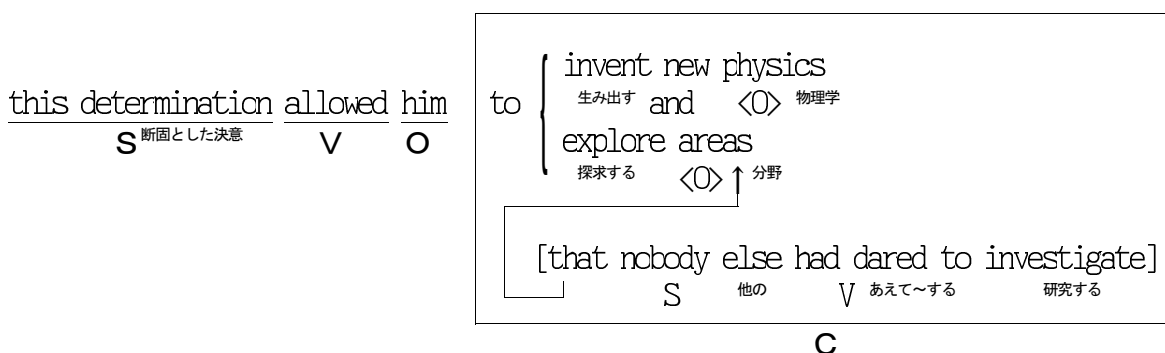 this determination allowed him to
S 断固とした決意 V O
invent new physics
生み出す and <O> 物理学
explore areas
探求する <O> 分野
[that nobody else had dared to investigate]
S 他の V あえて~する 研究する
C